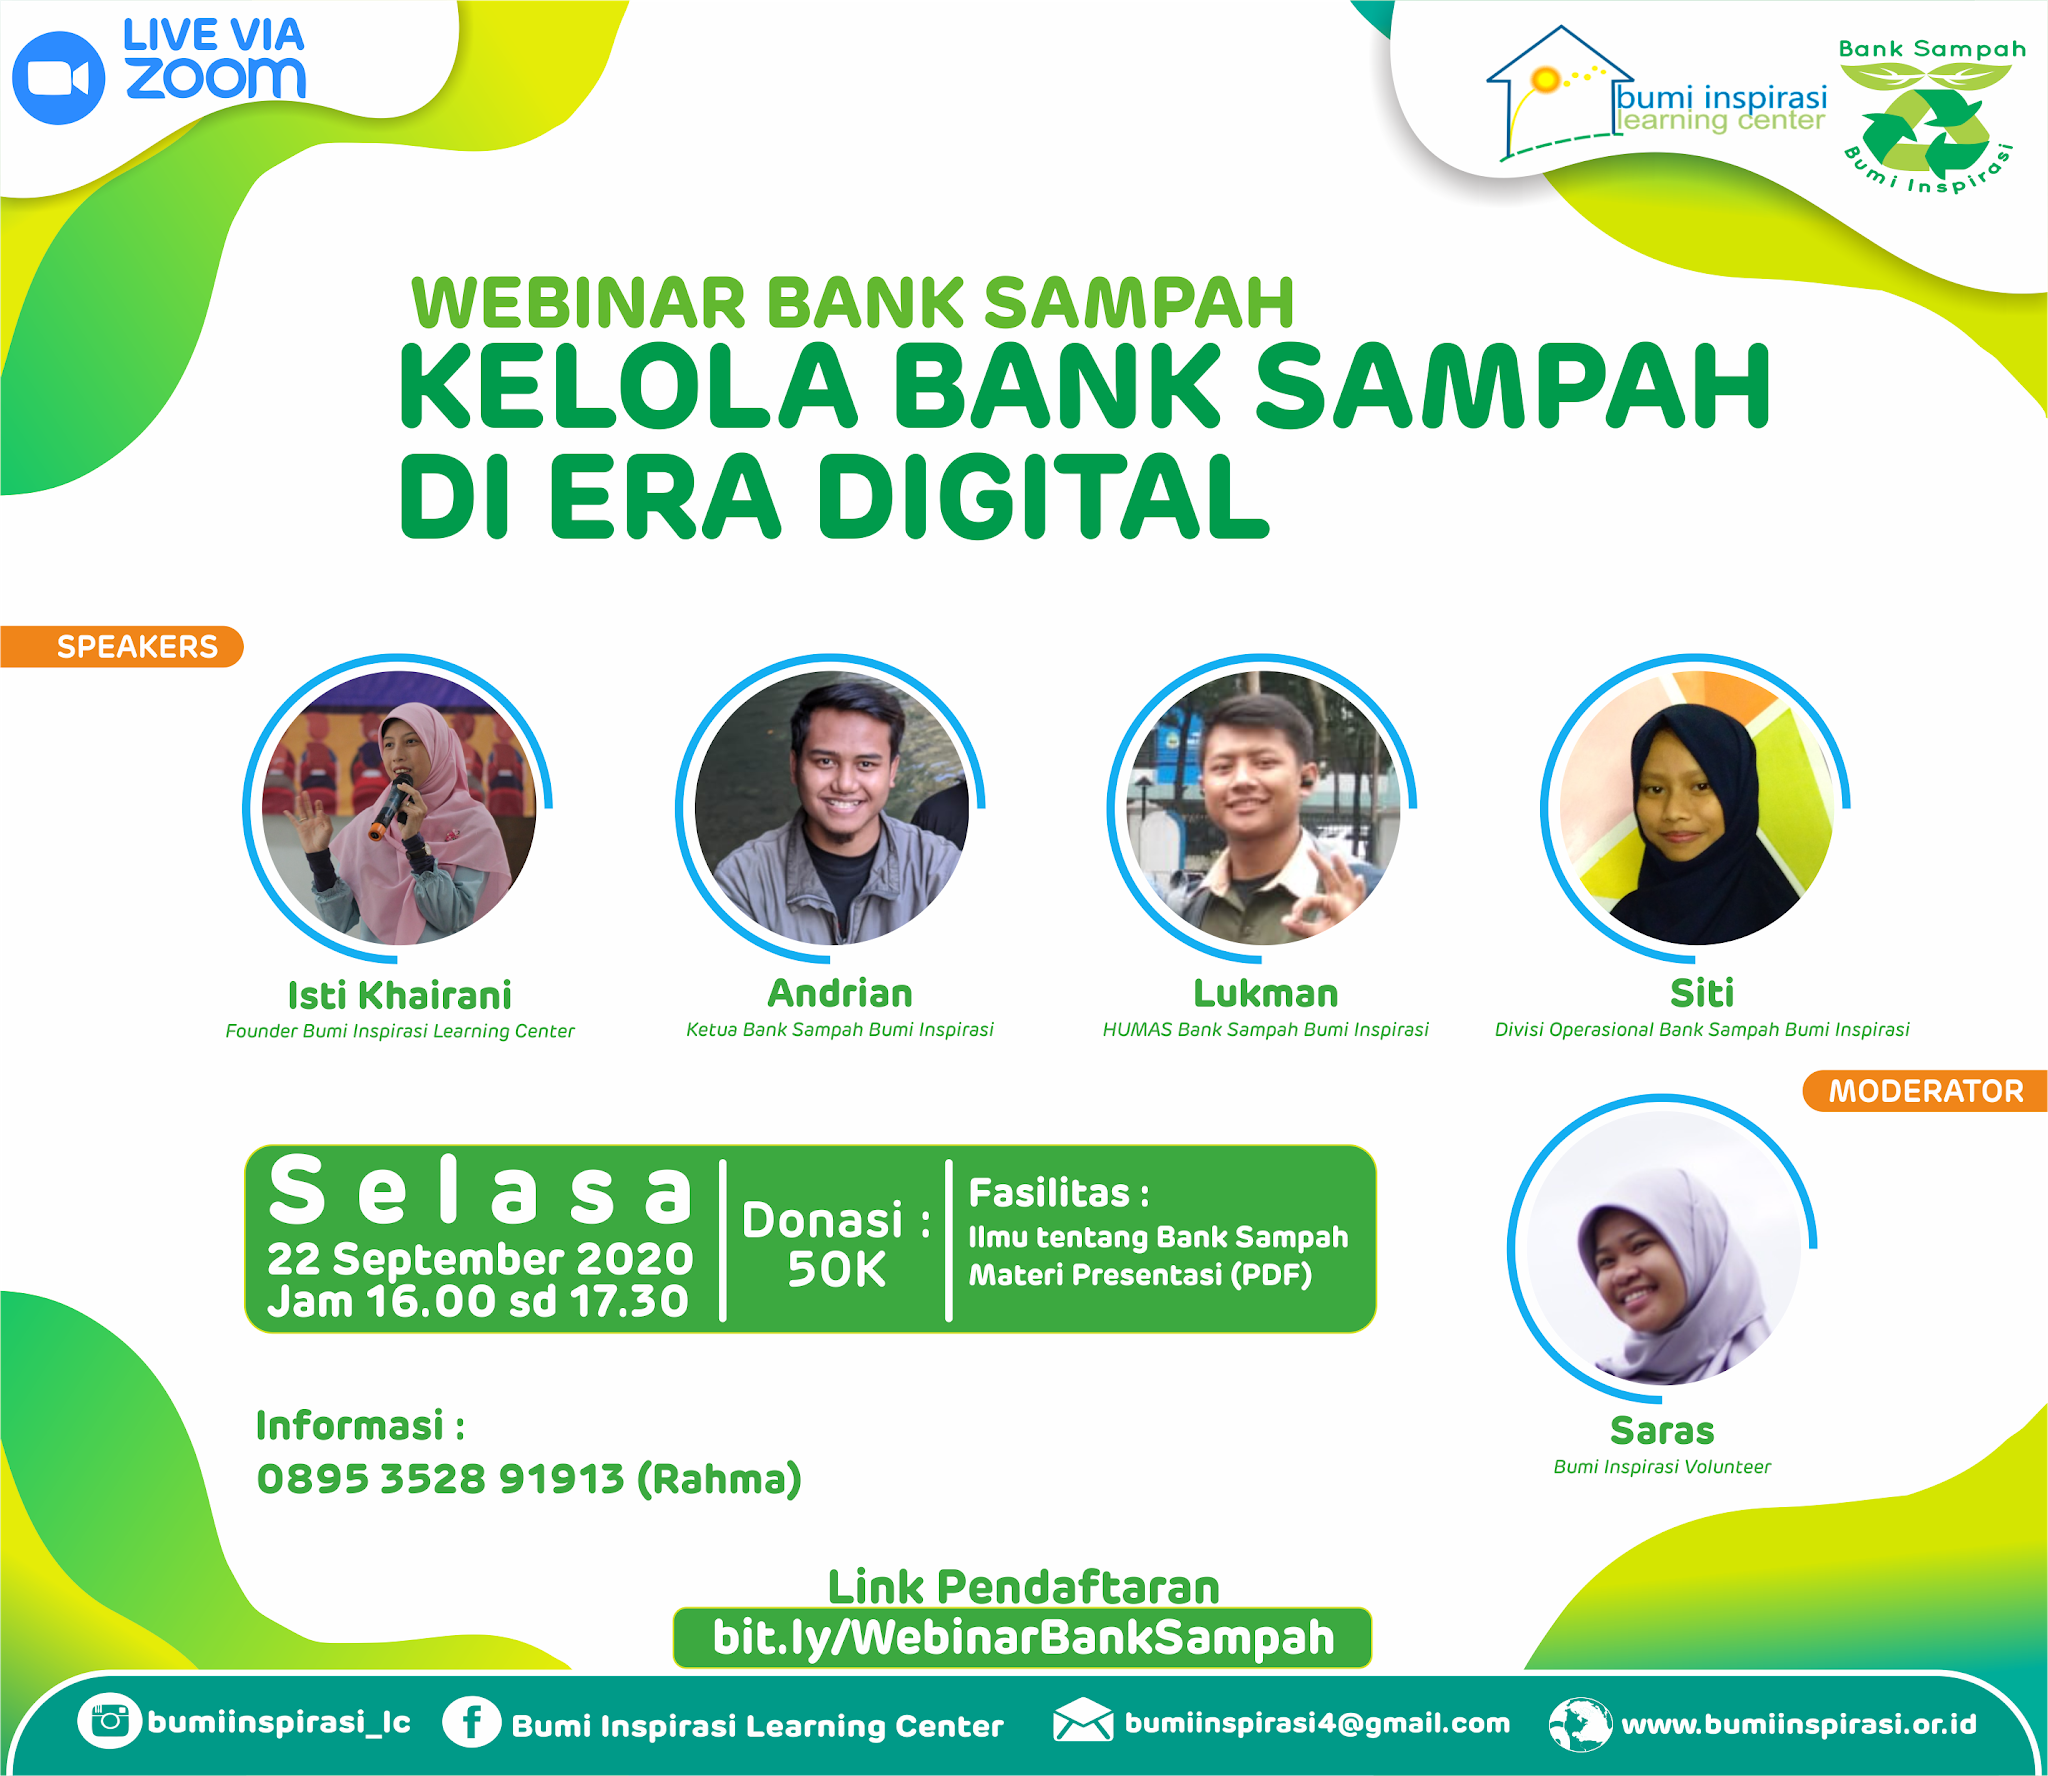 LIVE VIA
zoom
bumi inspirasi
learning center
Bank Sampah
Bumi Inspirasi
WEBINAR BANK SAMPAH
KELOLA BANK SAMPAH
DI ERA DIGITAL
SPEAKERS
Isti Khairani
Founder Bumi Inspirasi Learning Center
Andrian
Ketua Bank Sampah Bumi Inspirasi
Lukman
HUMAS Bank Sampah Bumi Inspirasi
Siti
Divisi Operasional Bank Sampah Bumi Inspirasi
MODERATOR
Saras
Bumi Inspirasi Volunteer
Selasa
22 September 2020
Jam 16.00 sd 17.30
Donasi :
50K
Fasilitas :
Ilmu tentang Bank Sampah
Materi Presentasi (PDF)
Informasi :
0895 3528 91913 (Rahma)
Link Pendaftaran
bit.ly/WebinarBankSampah
bumiinspirasi_lc
Bumi Inspirasi Learning Center
bumiinspirasi4@gmail.com
www.bumiinspirasi.or.id